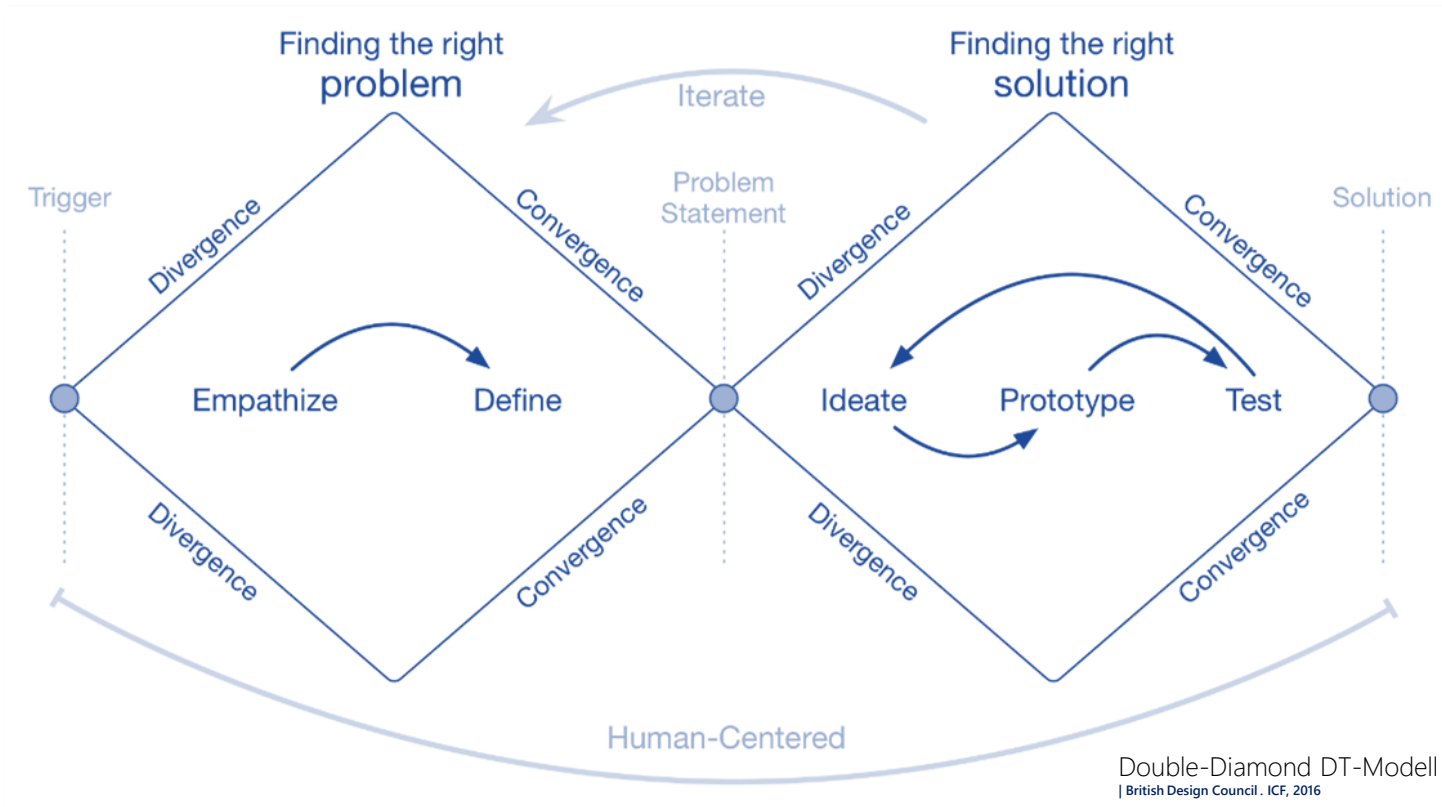 Finding the right
problem
Finding the right
solution
Iterate
Trigger
Problem
Statement
Solution
Divergence
Convergence
Divergence
Convergence
Empathize
Define
Ideate
Prototype
Test
Divergence
Convergence
Divergence
Convergence
Human-Centered
Double-Diamond DT-Modell
| British Design Council . ICF, 2016